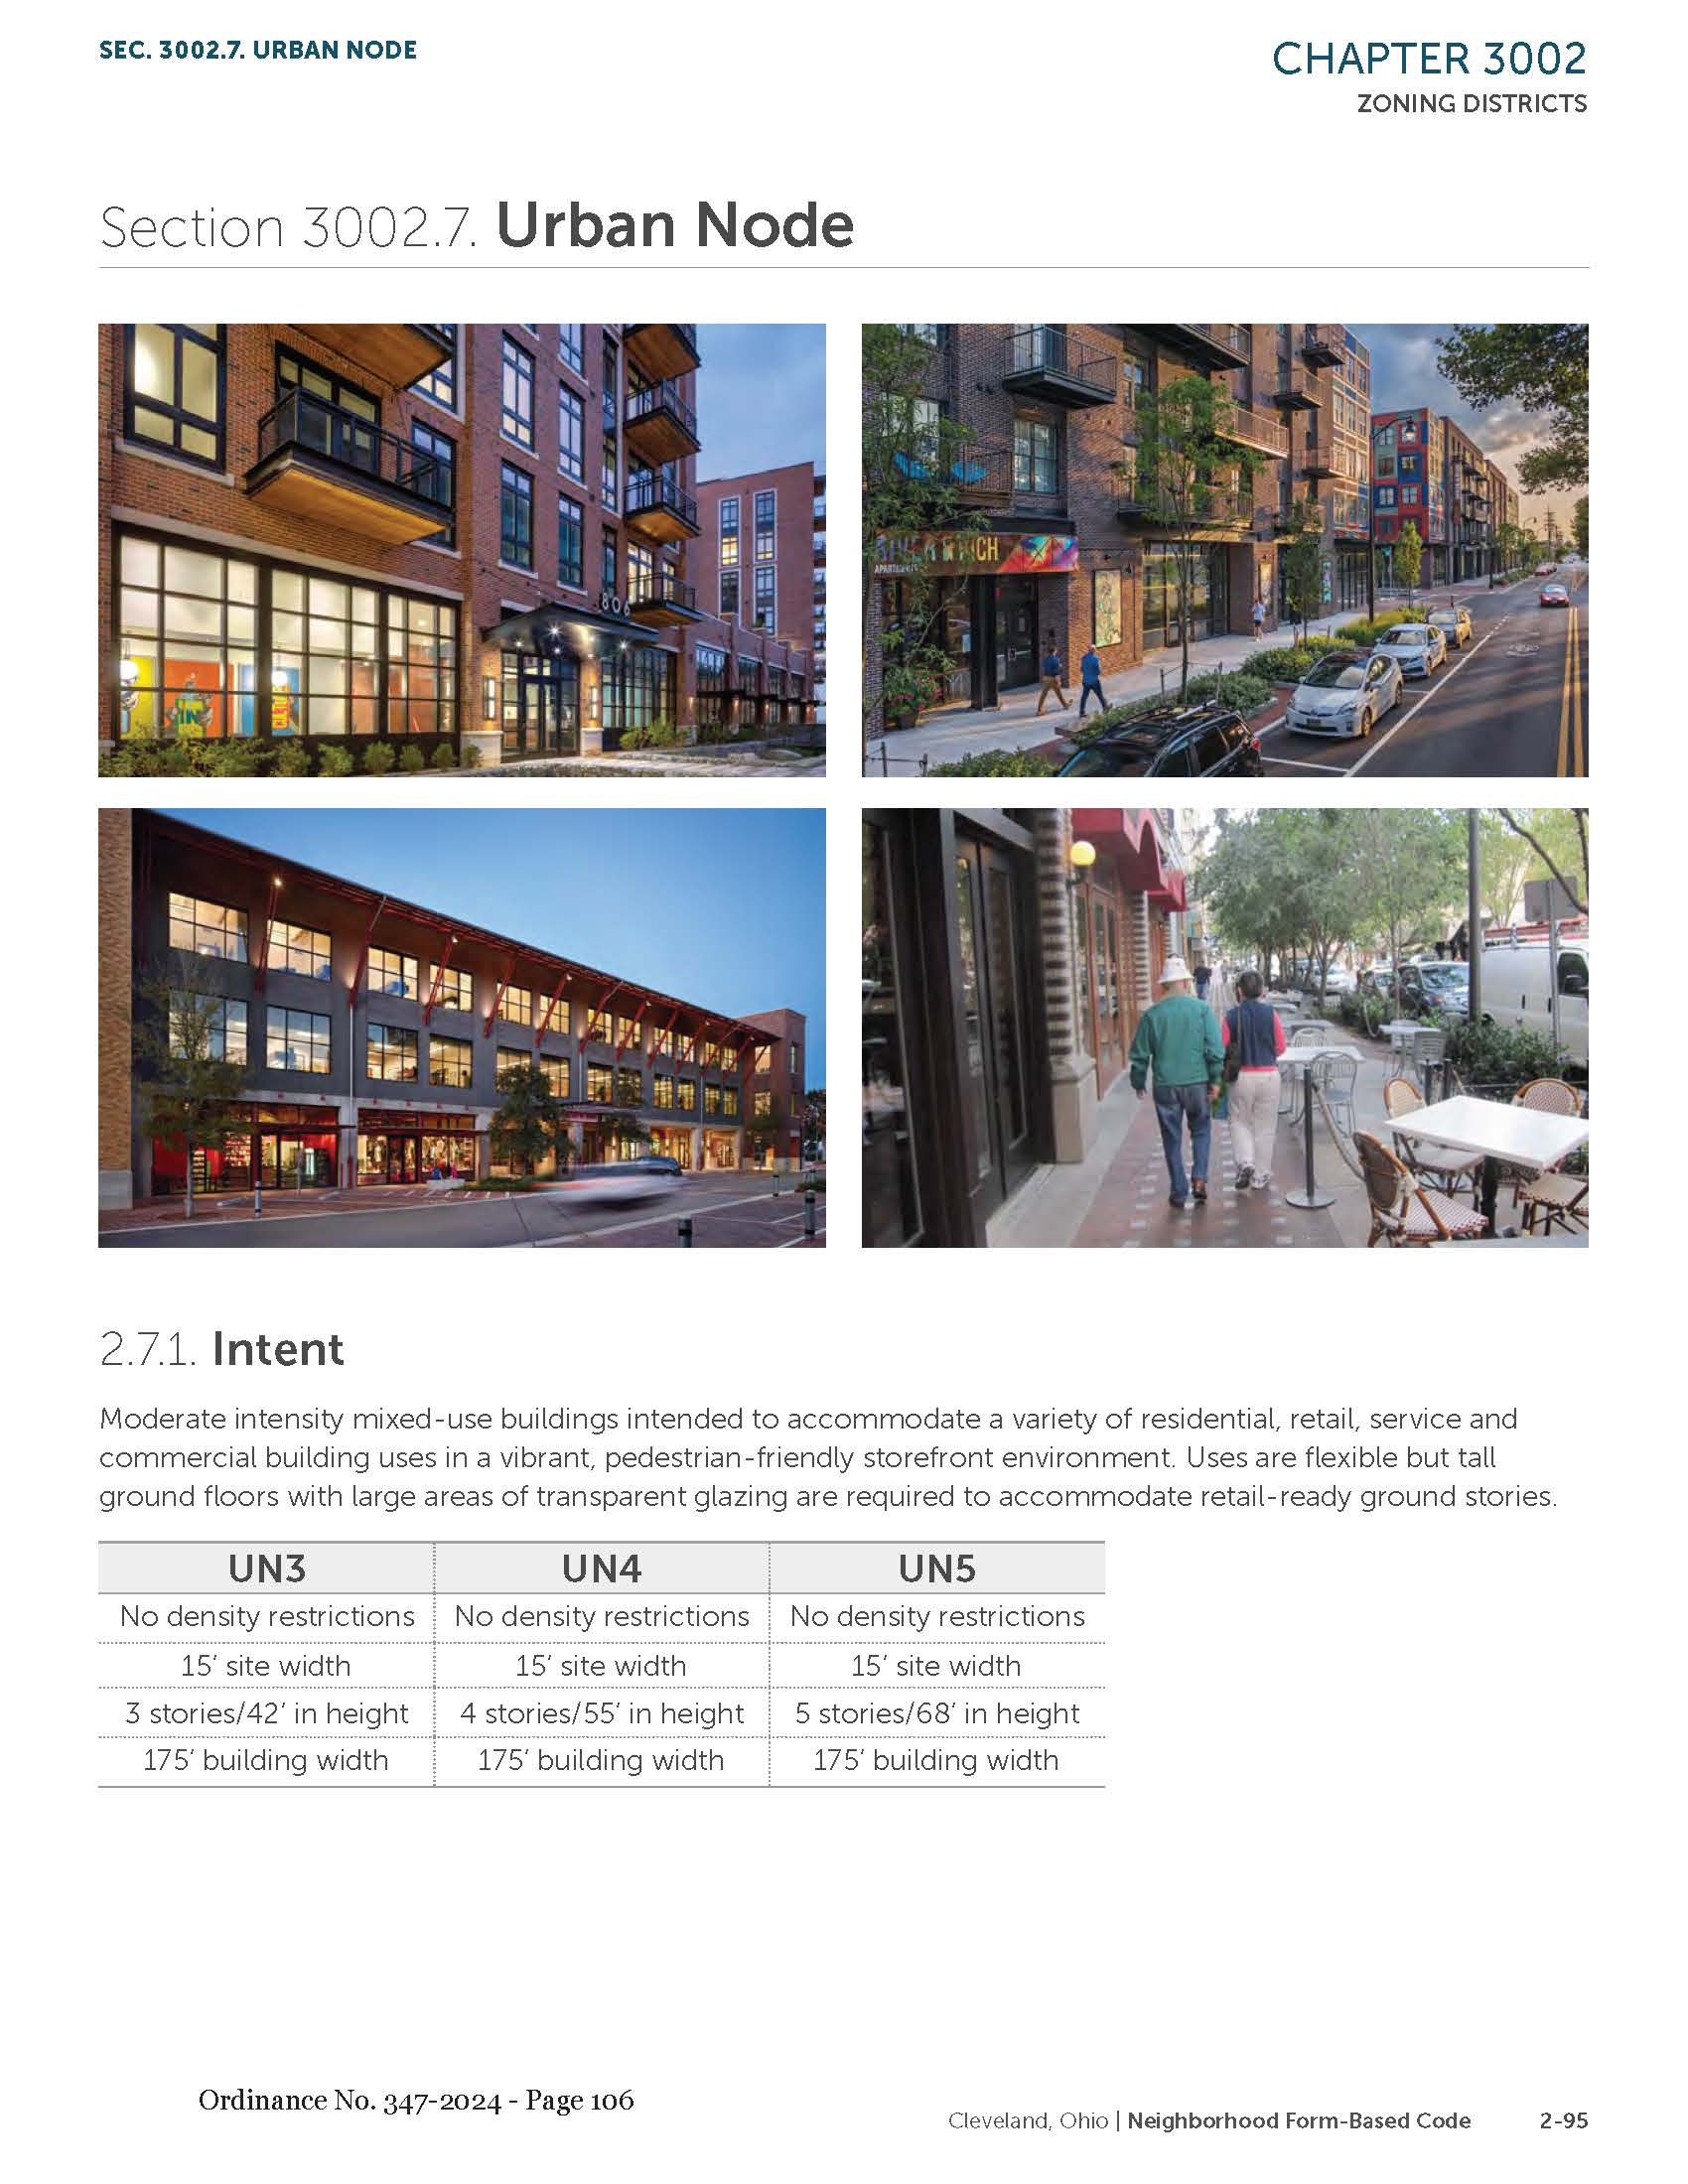 SEC. 3002.7. URBAN NODE
CHAPTER 3002
ZONING DISTRICTS
Section 3002.7. Urban Node
806
APARTMENTS
2.7.1. Intent
Moderate intensity mixed-use buildings intended to accommodate a variety of residential, retail, service and
commercial building uses in a vibrant, pedestrian-friendly storefront environment. Uses are flexible but tall
ground floors with large areas of transparent glazing are required to accommodate retail-ready ground stories.
UN3 UN4 UN5
No density restrictions No density restrictions No density restrictions
15' site width 15' site width 15' site width
3 stories/42' in height 4 stories/55' in height 5 stories/68' in height
175' building width 175' building width 175' building width
Ordinance No. 347-2024 - Page 106
Cleveland, Ohio | Neighborhood Form-Based Code 2-95